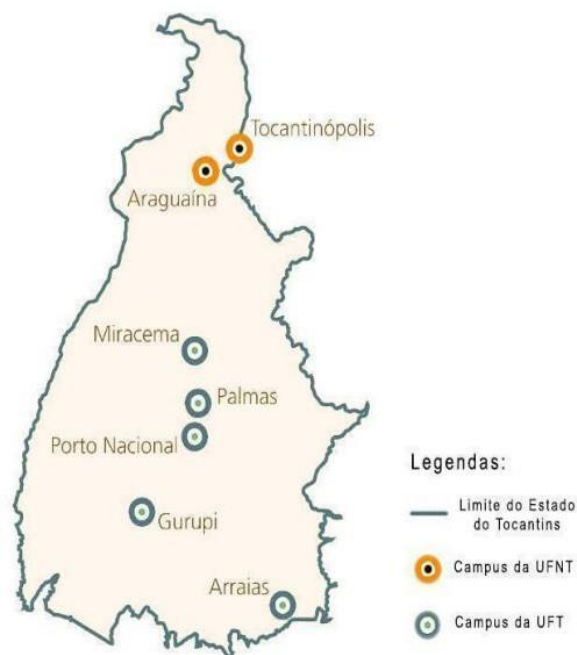 Tocantinópolis
Araguaína
Miracema
Palmas
Porto Nacional
Gurupi
Arraias
Legendas:
Limite do Estado
do Tocantins
Campus da UFNT
Campus da UFT